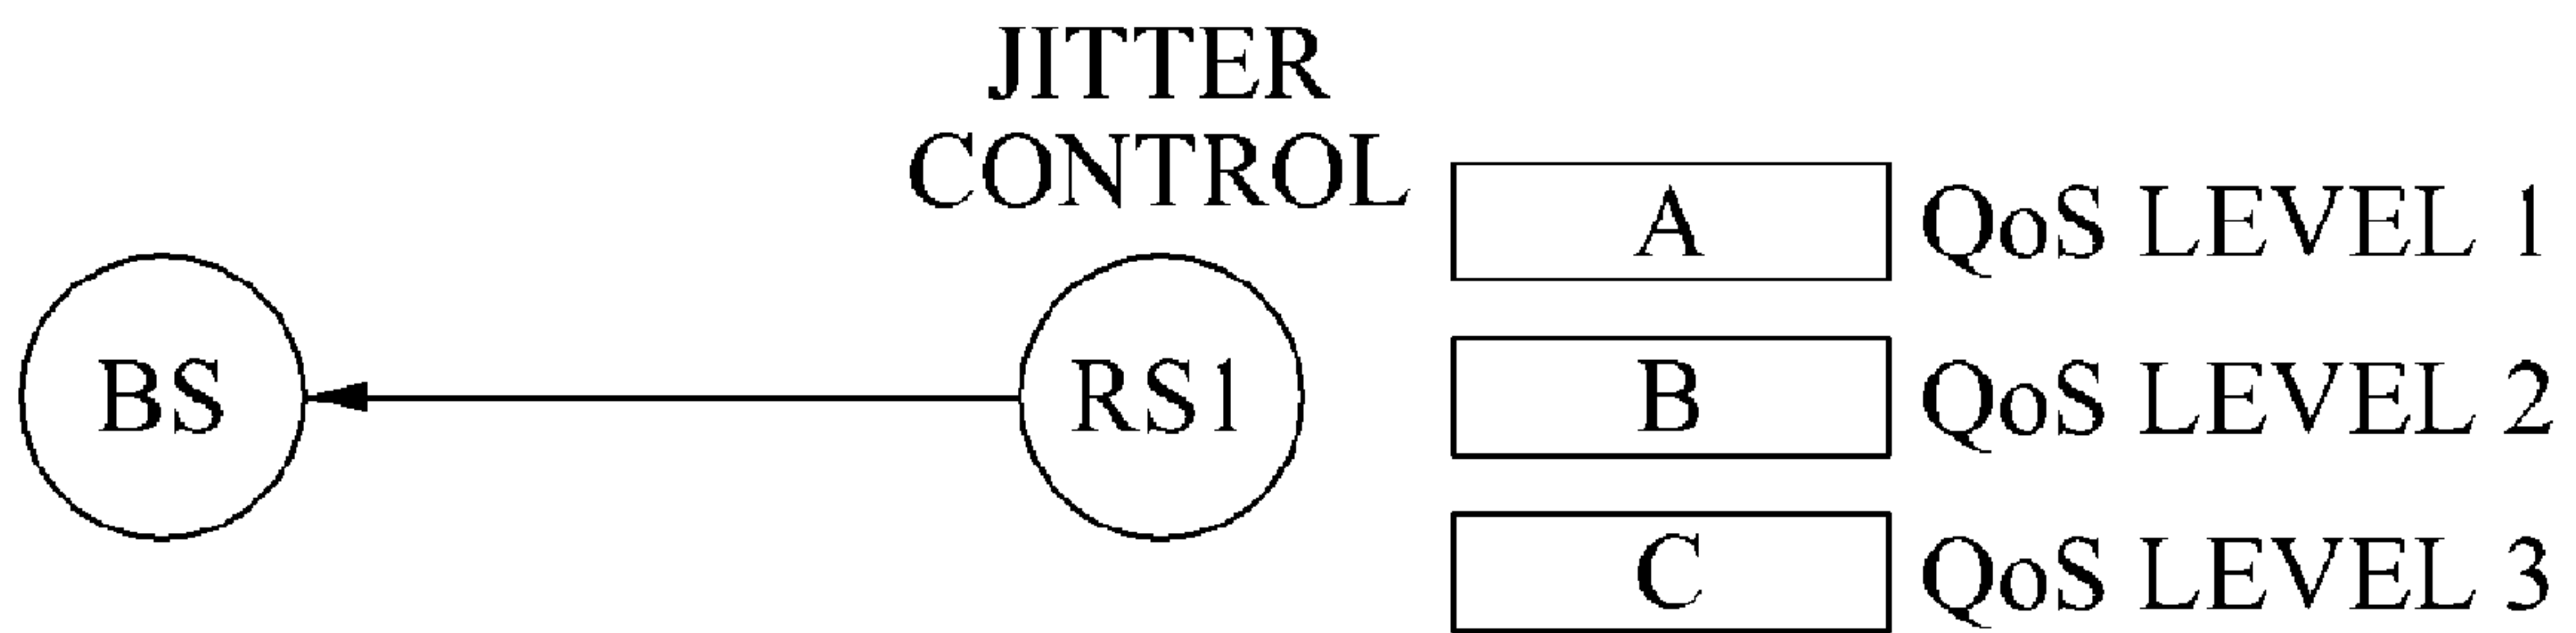 JITTER
CONTROL
A QoS LEVEL 1
BS RS1 B QoS LEVEL 2
C QoS LEVEL 3